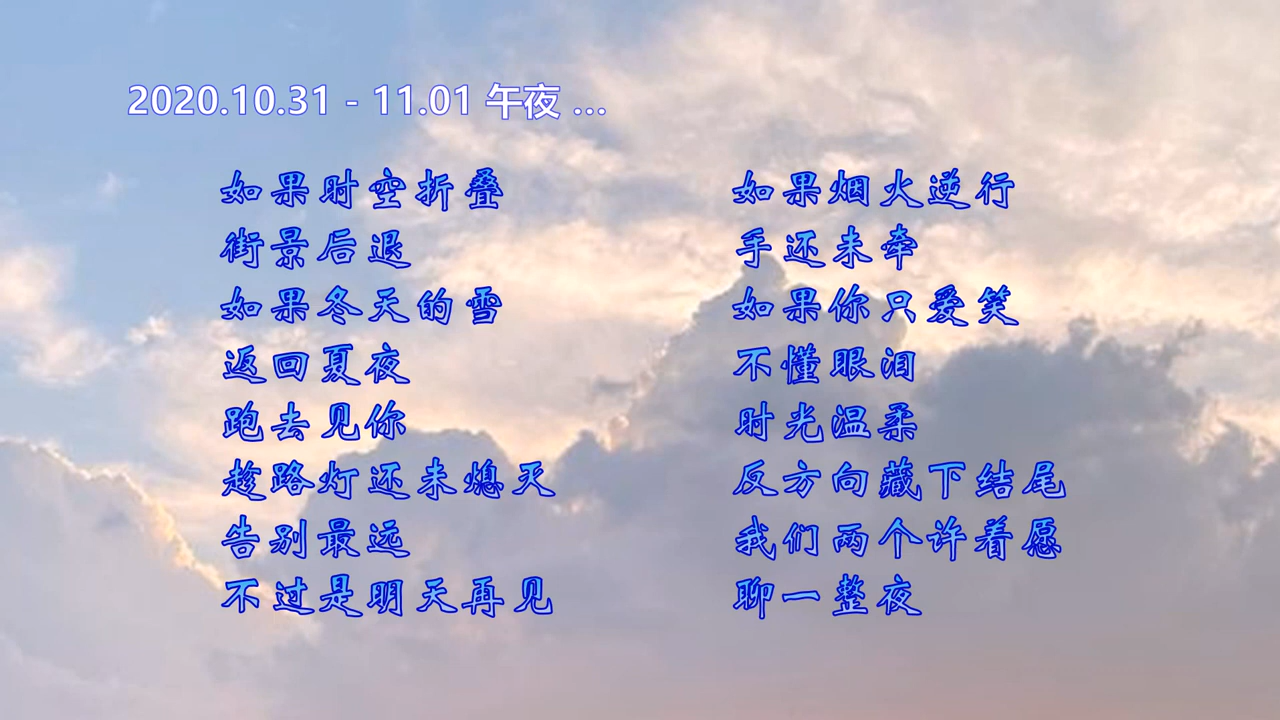 2020.10.31 - 11.01 午夜 ...
如果时空折叠
街景后退
如果冬天的雪
返回夏夜
跑去见你
趁路灯还未熄灭
告别最远
不过是明天再见
如果烟火逆行
手还未牵
如果你只爱笑
不懂眼泪
时光温柔
反方向藏下结尾
我们两个许着愿
聊一整夜